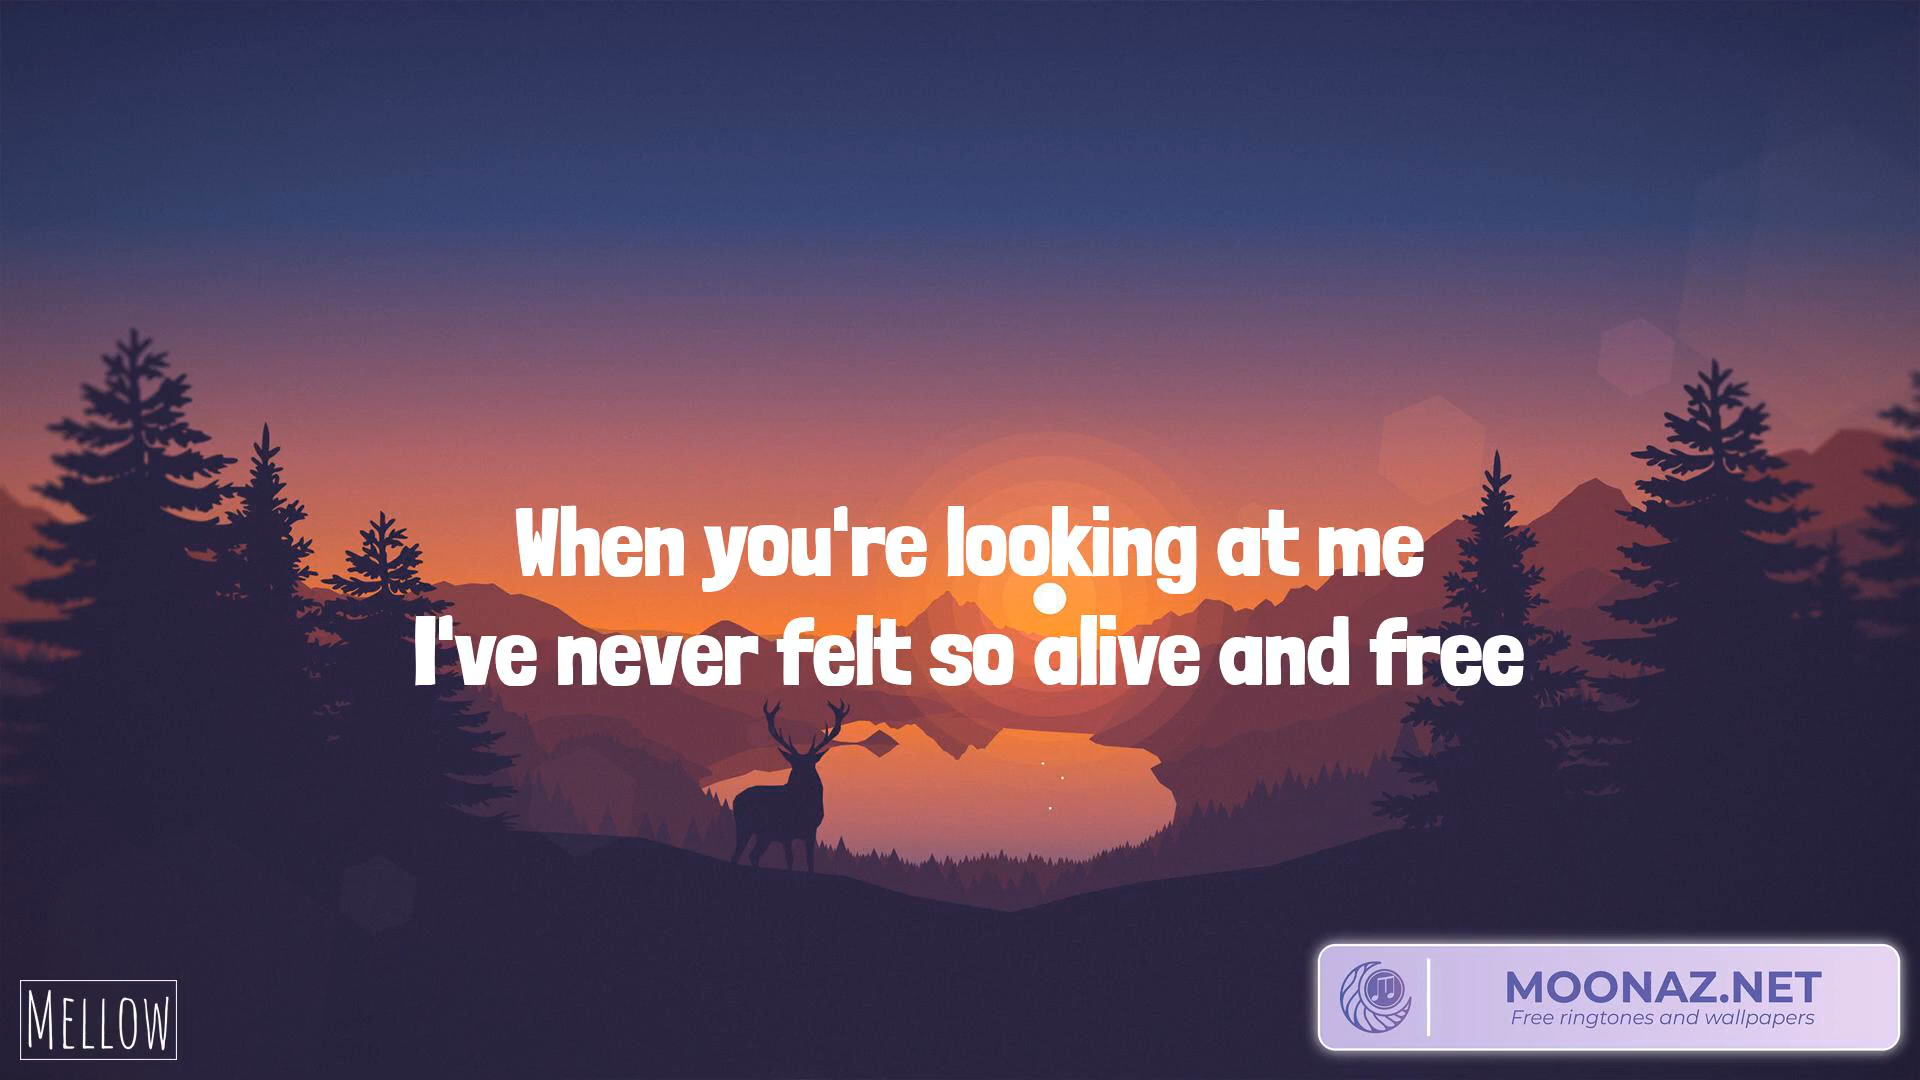 When you're looking at me
I've never felt so alive and free
MELLOW
MOONAZ.NET
Free ringtones and wallpapers